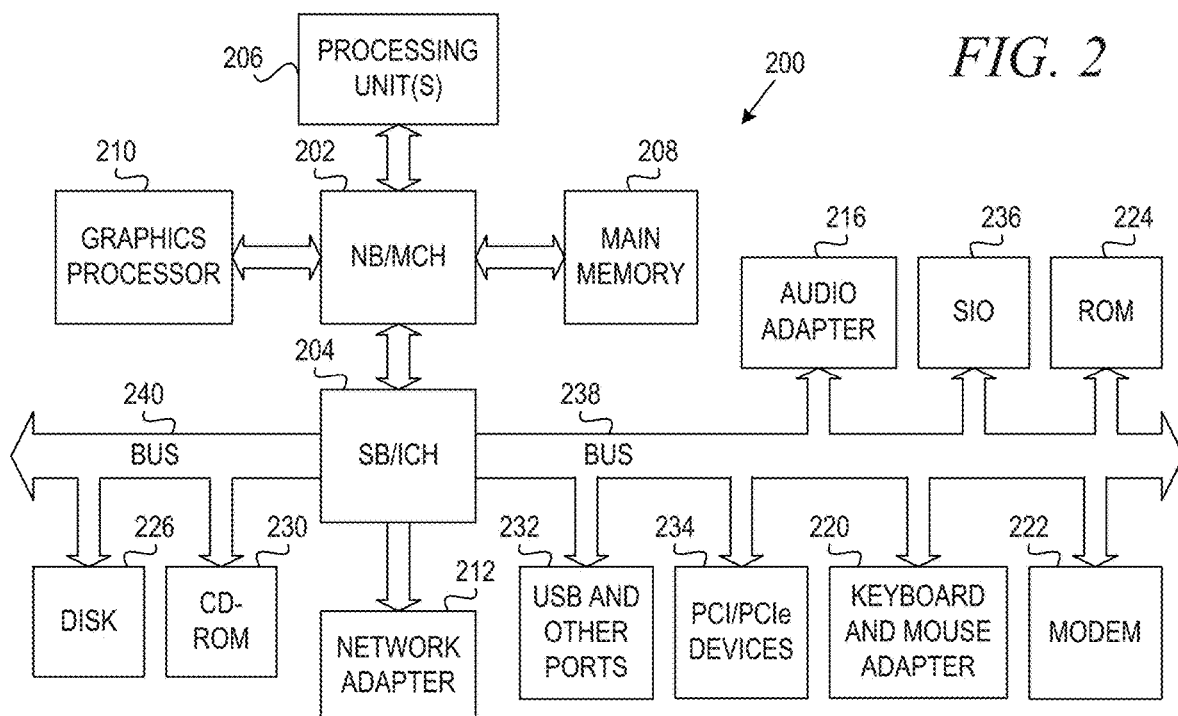 FIG. 2
200
206
PROCESSING
UNIT(S)
210
202
208
GRAPHICS
PROCESSOR
NB/MCH
MAIN
MEMORY
216
236
224
AUDIO
ADAPTER
SIO
ROM
204
240
238
BUS
SB/ICH
BUS
226
230
212
232
234
220
222
DISK
CD-
ROM
NETWORK
ADAPTER
USB AND
OTHER
PORTS
PCI/PCIe
DEVICES
KEYBOARD
AND MOUSE
ADAPTER
MODEM